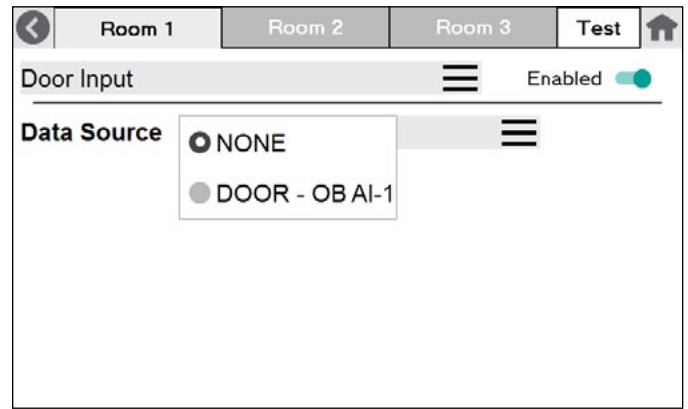 Room 1 Room 2 Room 3 Test
Door Input Enabled
Data Source
NONE
DOOR - OB AI-1